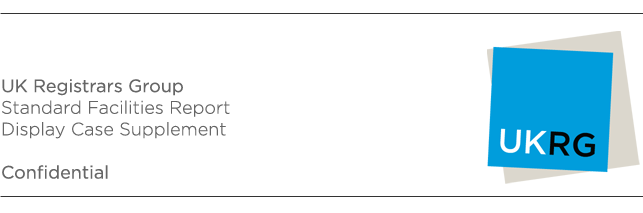 UK Registrars Group
Standard Facilities Report
Display Case Supplement
Confidential
UKRG